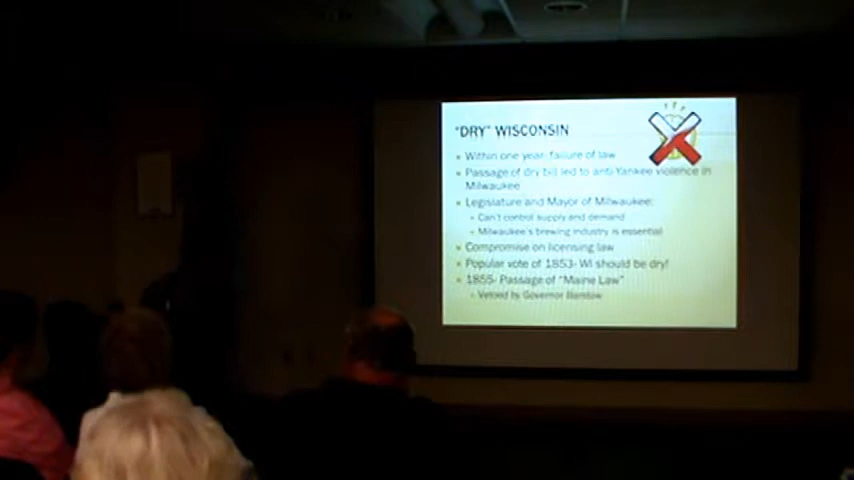 "DRY" WISCONSIN
Within one year: failure of law
Passage of dry bill led to anti-Yankee violence in
Milwaukee
Legislature and Mayor of Milwaukee:
Can't control supply and demand
Milwaukee's brewing industry is essential
Compromise on licensing law
Popular vote of 1853- WI should be dry!
1855- Passage of "Maine Law"
Vetoed by Governor Barstow